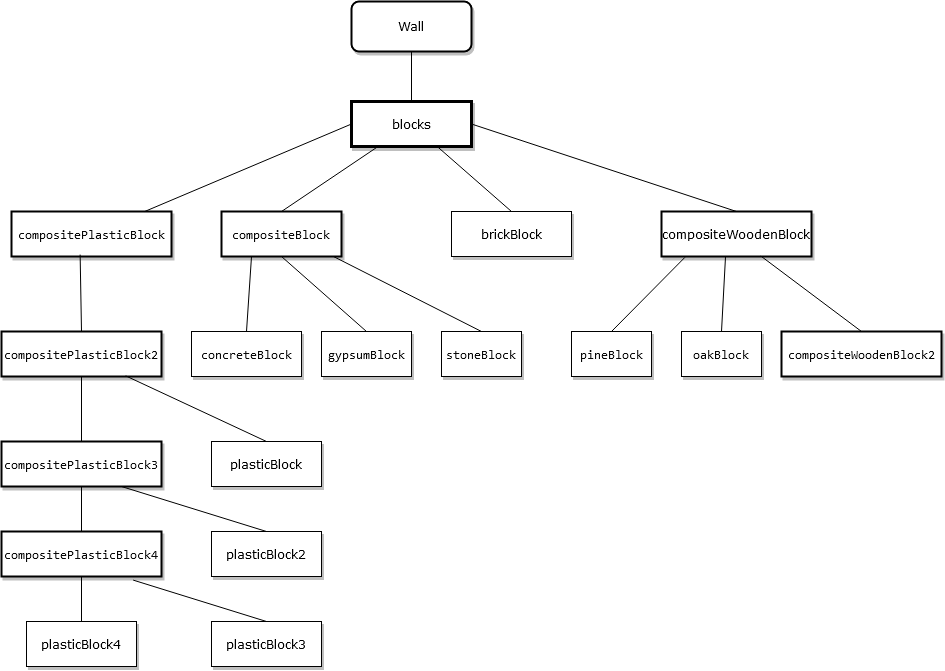 Wall
blocks
compositePlasticBlock
compositeBlock
brickBlock
compositeWoodenBlock
compositePlasticBlock2
concreteBlock
gypsumBlock
stoneBlock
pineBlock
oakBlock
compositeWoodenBlock2
compositePlasticBlock3
plasticBlock
compositePlasticBlock4
plasticBlock2
plasticBlock4
plasticBlock3